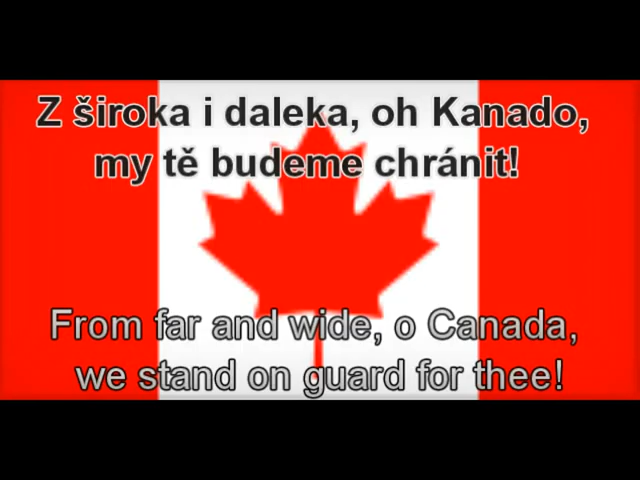 Z široka i daleka, oh Kanado,
my tě budeme chránit!
From far and wide, o Canada,
we stand on guard for thee!